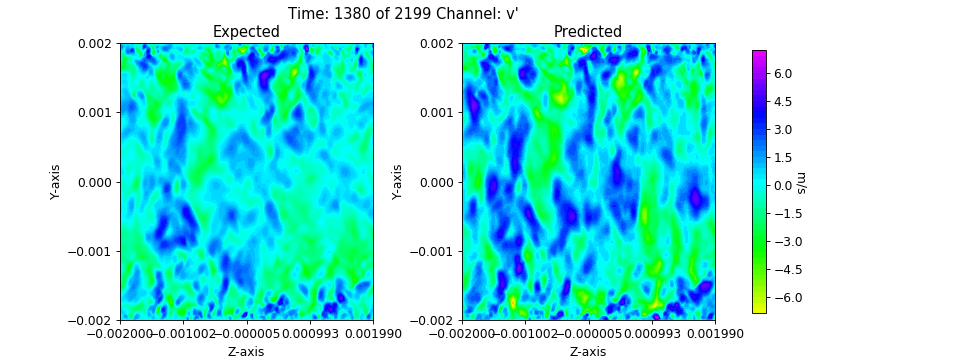 Time: 1380 of 2199 Channel: v'
Expected
Predicted
0.002
0.001
0.000
−0.001
−0.002
Y-axis
−0.002000 −0.001002 −0.000005 0.000993 0.001990
Z-axis
0.002
0.001
0.000
−0.001
−0.002
Y-axis
−0.002000 −0.001002 −0.000005 0.000993 0.001990
Z-axis
6.0
4.5
3.0
1.5
0.0
−1.5
−3.0
−4.5
−6.0
m/s